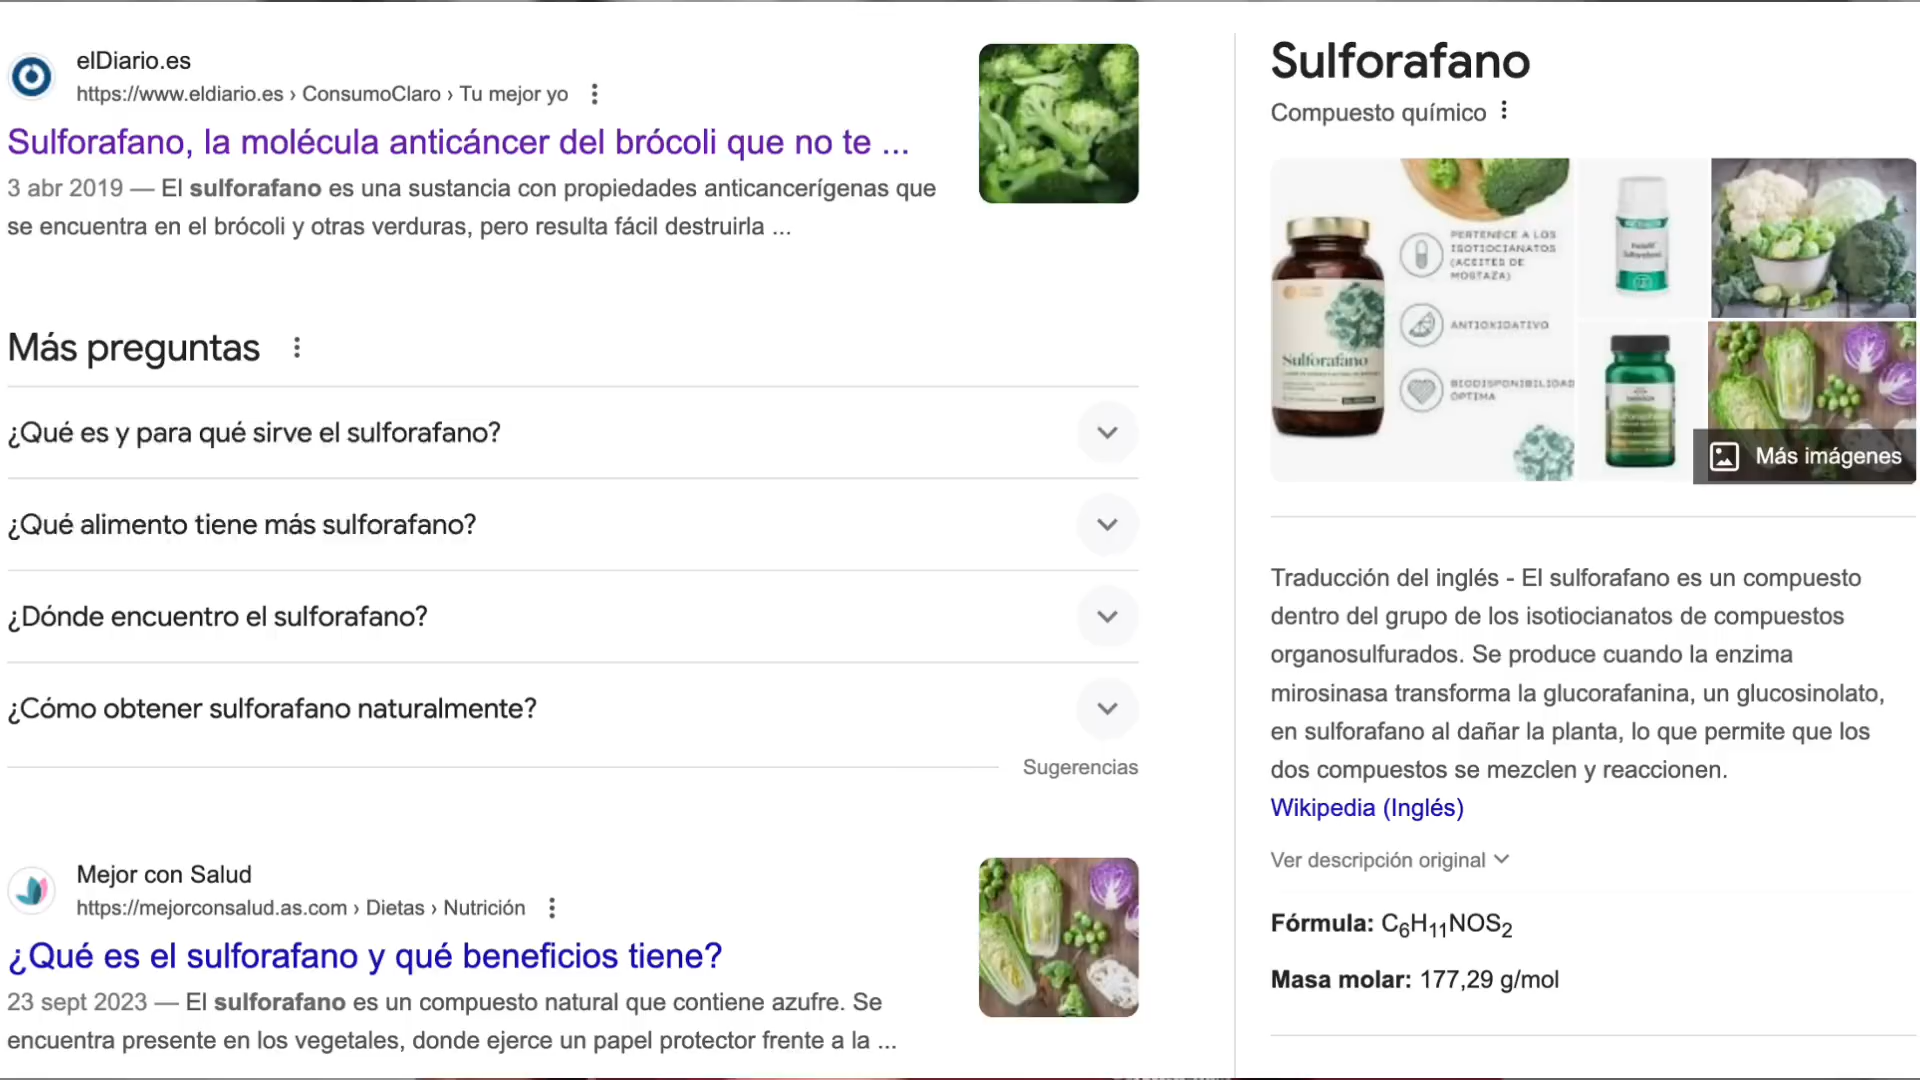 elDiario.es
https://www.eldiario.es › ConsumoClaro › Tu mejor yo
Sulforafano, la molécula anticáncer del brócoli que no te ...
3 abr 2019 — El sulforafano es una sustancia con propiedades anticancerígenas que
se encuentra en el brócoli y otras verduras, pero resulta fácil destruirla ...
Más preguntas
¿Qué es y para qué sirve el sulforafano?
¿Qué alimento tiene más sulforafano?
¿Dónde encuentro el sulforafano?
¿Cómo obtener sulforafano naturalmente?
Sugerencias
Mejor con Salud
https://mejorconsalud.as.com › Dietas › Nutrición
¿Qué es el sulforafano y qué beneficios tiene?
23 sept 2023 — El sulforafano es un compuesto natural que contiene azufre. Se
encuentra presente en los vegetales, donde ejerce un papel protector frente a la ...
Sulforafano
Compuesto químico
PERTENECE A LOS
ISOTIOCIANATOS
(ACEITES DE
MOSTAZA)
ANTIOXIDATIVO
BIODISPONIBILIDAD
ÓPTIMA
Sulforafano
Más imágenes
Traducción del inglés - El sulforafano es un compuesto
dentro del grupo de los isotiocianatos de compuestos
organosulfurados. Se produce cuando la enzima
mirosinasa transforma la glucorafanina, un glucosinolato,
en sulforafano al dañar la planta, lo que permite que los
dos compuestos se mezclen y reaccionen.
Wikipedia (Inglés)
Ver descripción original
Fórmula: C₆H₁₁NOS₂
Masa molar: 177,29 g/mol